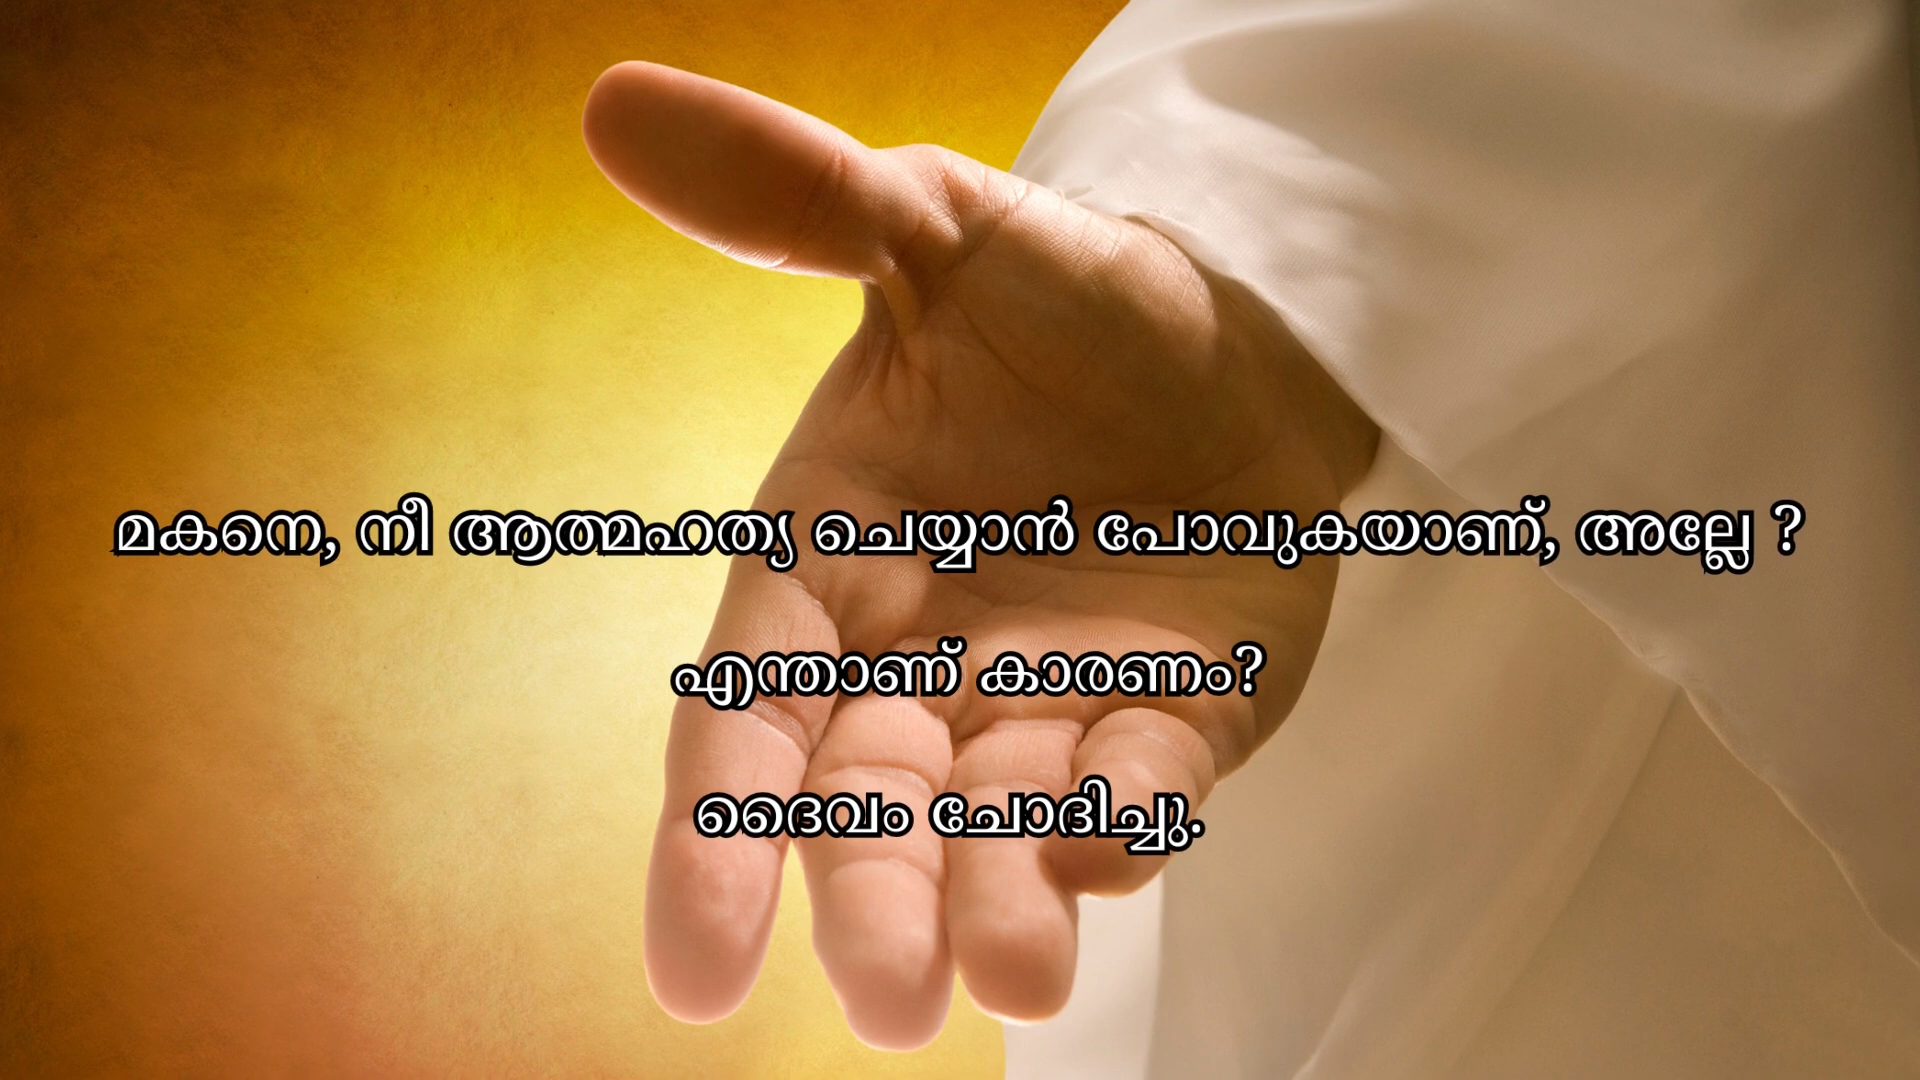 മകനെ, നീ ആത്മഹത്യ ചെയ്യാൻ പോവുകയാണ്, അല്ലേ ?
എന്താണ് കാരണം?
ദൈവം ചോദിച്ചു.